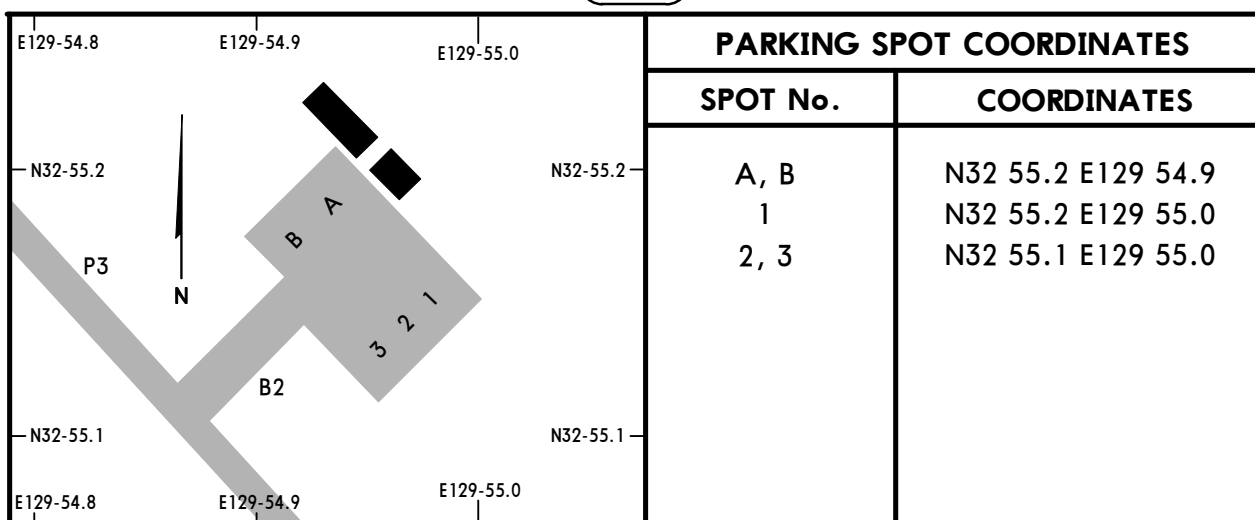 E129-54.8 E129-54.9 E129-55.0
N32-55.2 N32-55.2
A
B
P3
N
1
2
3
B2
N32-55.1 N32-55.1
E129-54.8 E129-54.9 E129-55.0
PARKING SPOT COORDINATES
SPOT No. COORDINATES
A, B N32 55.2 E129 54.9
1 N32 55.2 E129 55.0
2, 3 N32 55.1 E129 55.0